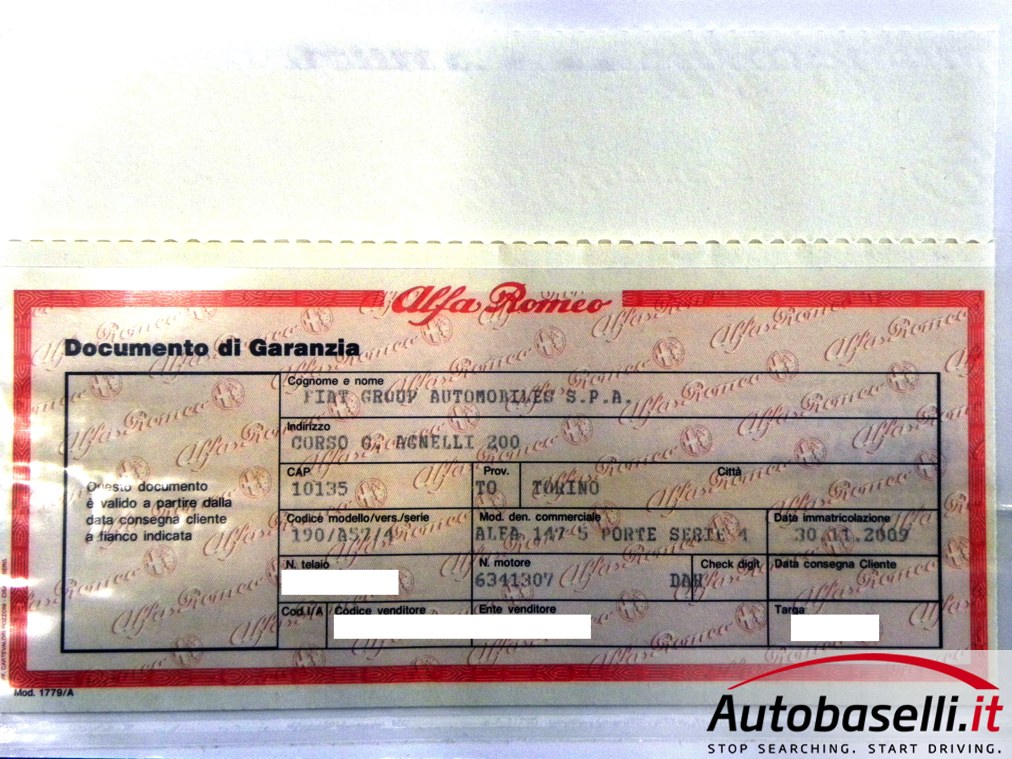 Alfa Romeo
Documento di Garanzia
Cognome e nome
FIAT GROUP AUTOMOBILES S.P.A.
Indirizzo
CORSO G. AGNELLI 200
CAP Prov. Città
10135 TO TORINO
Questo documento
è valido a partire dalla
data consegna cliente
a fianco indicata
Codice modello/vers./serie Mod. den. commerciale Data immatricolazione
190/A57/4 ALFA 147 5 PORTE SERIE 4 30.11.2009
N. telaio N. motore Check digit Data consegna Cliente
6341307
Cod.I/A Codice venditore Ente venditore Targa
Mod. 1779/A
Autobaselli.it
STOP SEARCHING. START DRIVING.